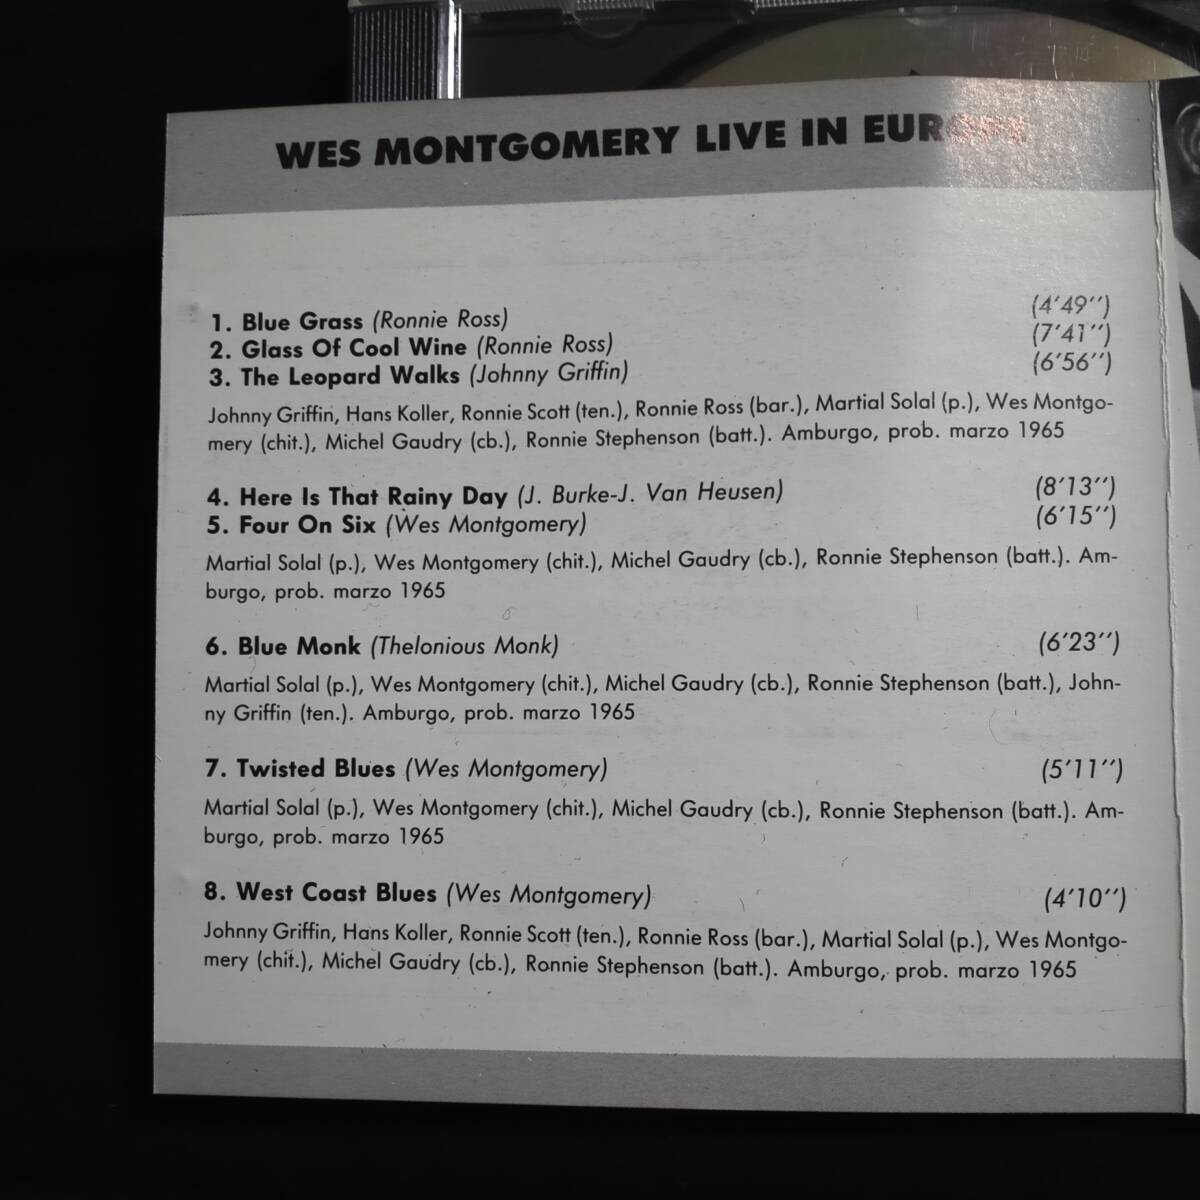 WES MONTGOMERY LIVE IN EUROPE
1. Blue Grass (Ronnie Ross) (4'49'')
2. Glass Of Cool Wine (Ronnie Ross) (7'41'')
3. The Leopard Walks (Johnny Griffin) (6'56'')
Johnny Griffin, Hans Koller, Ronnie Scott (ten.), Ronnie Ross (bar.), Martial Solal (p.), Wes Montgo-
mery (chit.), Michel Gaudry (cb.), Ronnie Stephenson (batt.). Amburgo, prob. marzo 1965
4. Here Is That Rainy Day (J. Burke-J. Van Heusen) (8'13'')
5. Four On Six (Wes Montgomery) (6'15'')
Martial Solal (p.), Wes Montgomery (chit.), Michel Gaudry (cb.), Ronnie Stephenson (batt.). Am-
burgo, prob. marzo 1965
6. Blue Monk (Thelonious Monk) (6'23'')
Martial Solal (p.), Wes Montgomery (chit.), Michel Gaudry (cb.), Ronnie Stephenson (batt.), John-
ny Griffin (ten.). Amburgo, prob. marzo 1965
7. Twisted Blues (Wes Montgomery) (5'11'')
Martial Solal (p.), Wes Montgomery (chit.), Michel Gaudry (cb.), Ronnie Stephenson (batt.). Am-
burgo, prob. marzo 1965
8. West Coast Blues (Wes Montgomery) (4'10'')
Johnny Griffin, Hans Koller, Ronnie Scott (ten.), Ronnie Ross (bar.), Martial Solal (p.), Wes Montgo-
mery (chit.), Michel Gaudry (cb.), Ronnie Stephenson (batt.). Amburgo, prob. marzo 1965